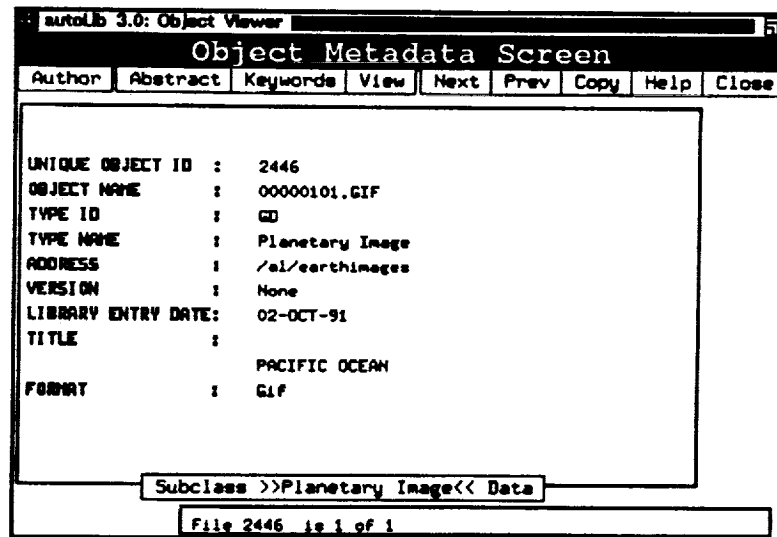 autoLib 3.0: Object Viewer
Object Metadata Screen
Author Abstract Keywords View Next Prev Copy Help Close
UNIQUE OBJECT ID : 2446
OBJECT NAME : 00000101.GIF
TYPE ID : GD
TYPE NAME : Planetary Image
ADDRESS : /al/earthimages
VERSION : None
LIBRARY ENTRY DATE: 02-OCT-91
TITLE :
PACIFIC OCEAN
FORMAT : Gif
Subclass >>Planetary Image<< Data
File 2446 is 1 of 1